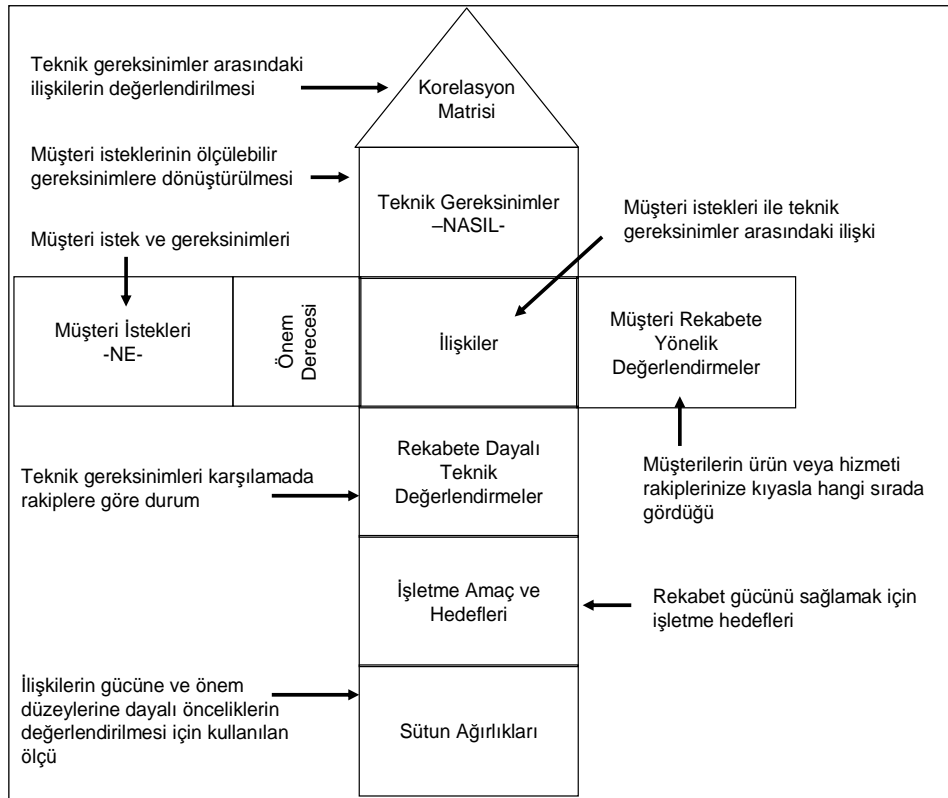 Teknik gereksinimler arasındaki
ilişkilerin değerlendirilmesi
Korelasyon
Matrisi
Müşteri isteklerinin ölçülebilir
gereksinimlere dönüştürülmesi
Teknik Gereksinimler
–NASIL-
Müşteri istekleri ile teknik
gereksinimler arasındaki ilişki
Müşteri istek ve gereksinimleri
Müşteri İstekleri
-NE-
Önem
Derecesi
İlişkiler
Müşteri Rekabete
Yönelik
Değerlendirmeler
Teknik gereksinimleri karşılamada
rakiplere göre durum
Rekabete Dayalı
Teknik
Değerlendirmeler
Müşterilerin ürün veya hizmeti
rakiplerinize kıyasla hangi sırada
gördüğü
İşletme Amaç ve
Hedefleri
Rekabet gücünü sağlamak için
işletme hedefleri
İlişkilerin gücüne ve önem
düzeylerine dayalı önceliklerin
değerlendirilmesi için kullanılan
ölçü
Sütun Ağırlıkları